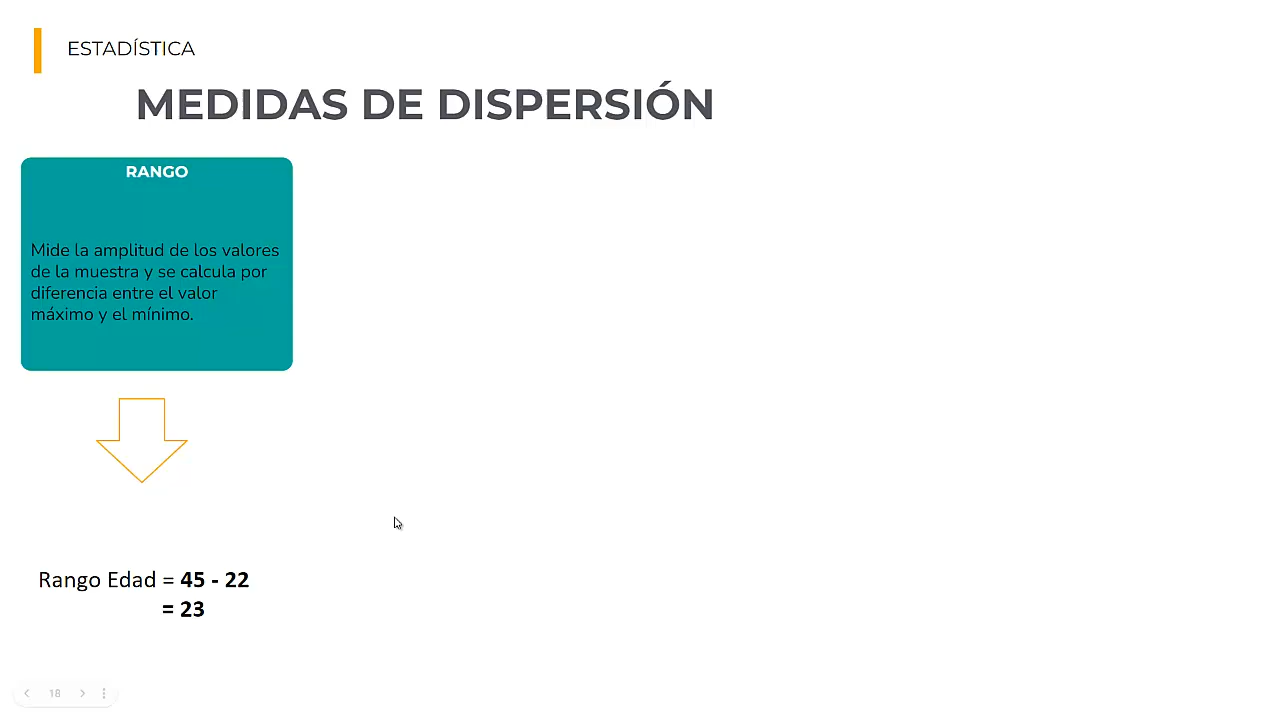 ESTADÍSTICA
MEDIDAS DE DISPERSIÓN
RANGO
Mide la amplitud de los valores
de la muestra y se calcula por
diferencia entre el valor
máximo y el mínimo.
Rango Edad = 45 - 22
= 23
18